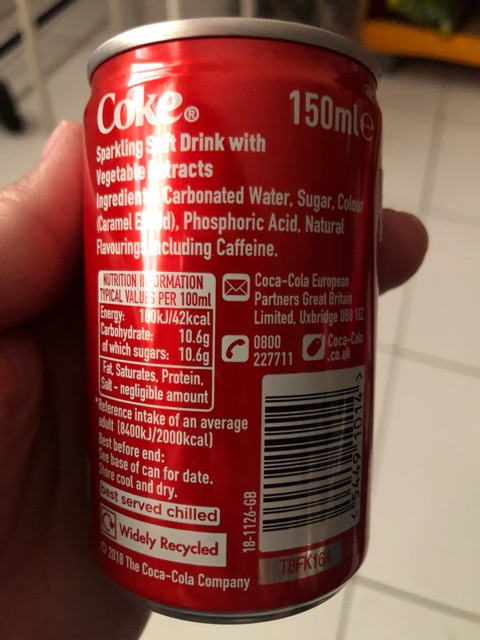 Coke®
150ml e
Sparkling Soft Drink with
Vegetable Extracts
Ingredients: Carbonated Water, Sugar, Colour
(Caramel E150d), Phosphoric Acid, Natural
Flavourings Including Caffeine.
NUTRITION INFORMATION
TYPICAL VALUES PER 100ml
Energy: 180kJ/42kcal
Carbohydrate: 10.6g
of which sugars: 10.6g
Fat, Saturates, Protein,
Salt - negligible amount
*Reference intake of an average
adult (8400kJ/2000kcal)
Best before end:
See base of can for date.
Store cool and dry.
best served chilled
Widely Recycled
© 2018 The Coca-Cola Company
Coca-Cola European
Partners Great Britain
Limited, Uxbridge UB8 1EZ
0800
227711
Coca-Cola
.co.uk
18-1126-GB
T8FK16A